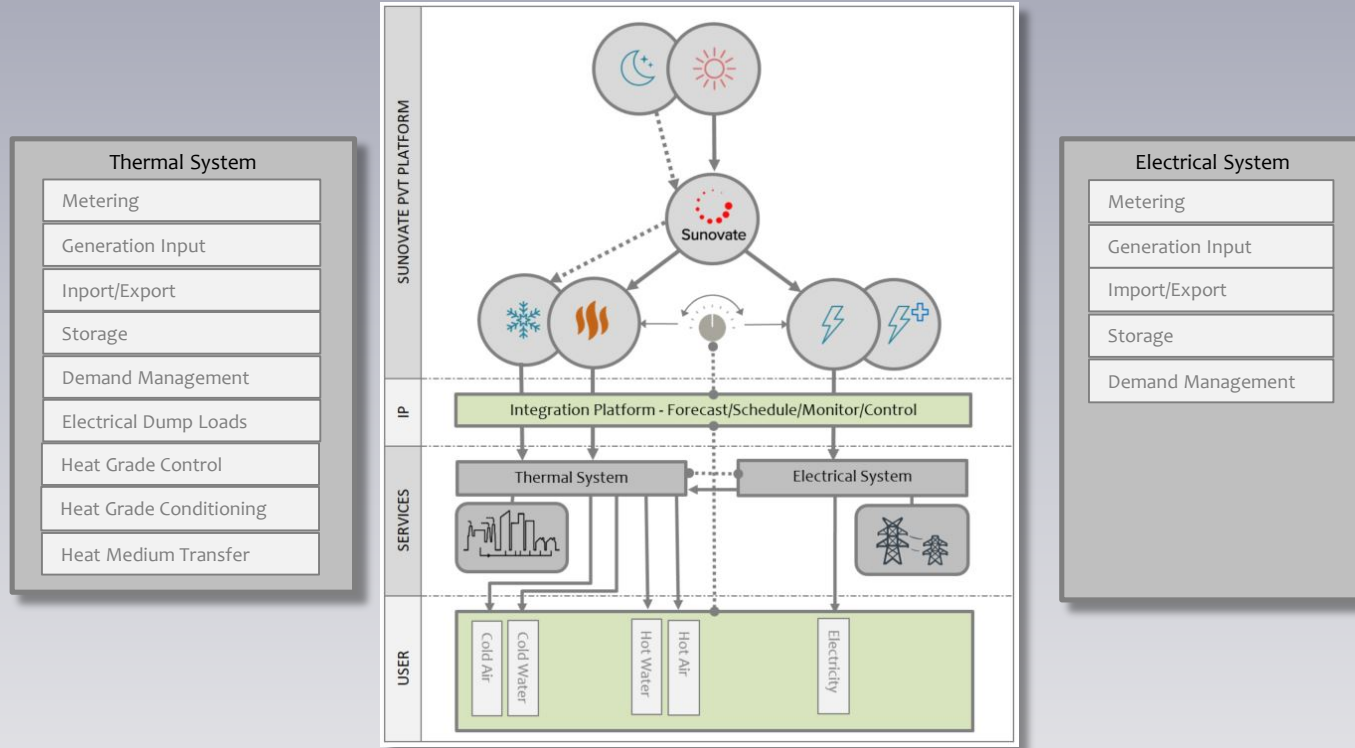 Thermal System
Metering
Generation Input
Inport/Export
Storage
Demand Management
Electrical Dump Loads
Heat Grade Control
Heat Grade Conditioning
Heat Medium Transfer
SUNOVATE PVT PLATFORM
Sunovate
IP
Integration Platform - Forecast/Schedule/Monitor/Control
SERVICES
Thermal System
Electrical System
USER
Cold Air
Cold Water
Hot Water
Hot Air
Electricity
Electrical System
Metering
Generation Input
Import/Export
Storage
Demand Management